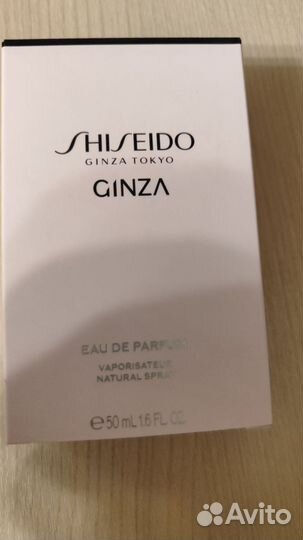 SHISEIDO
GINZA TOKYO
GINZA
EAU DE PARFUM
VAPORISATEUR
NATURAL SPRAY
℮50 mL 1.6 FL. OZ.
Avito